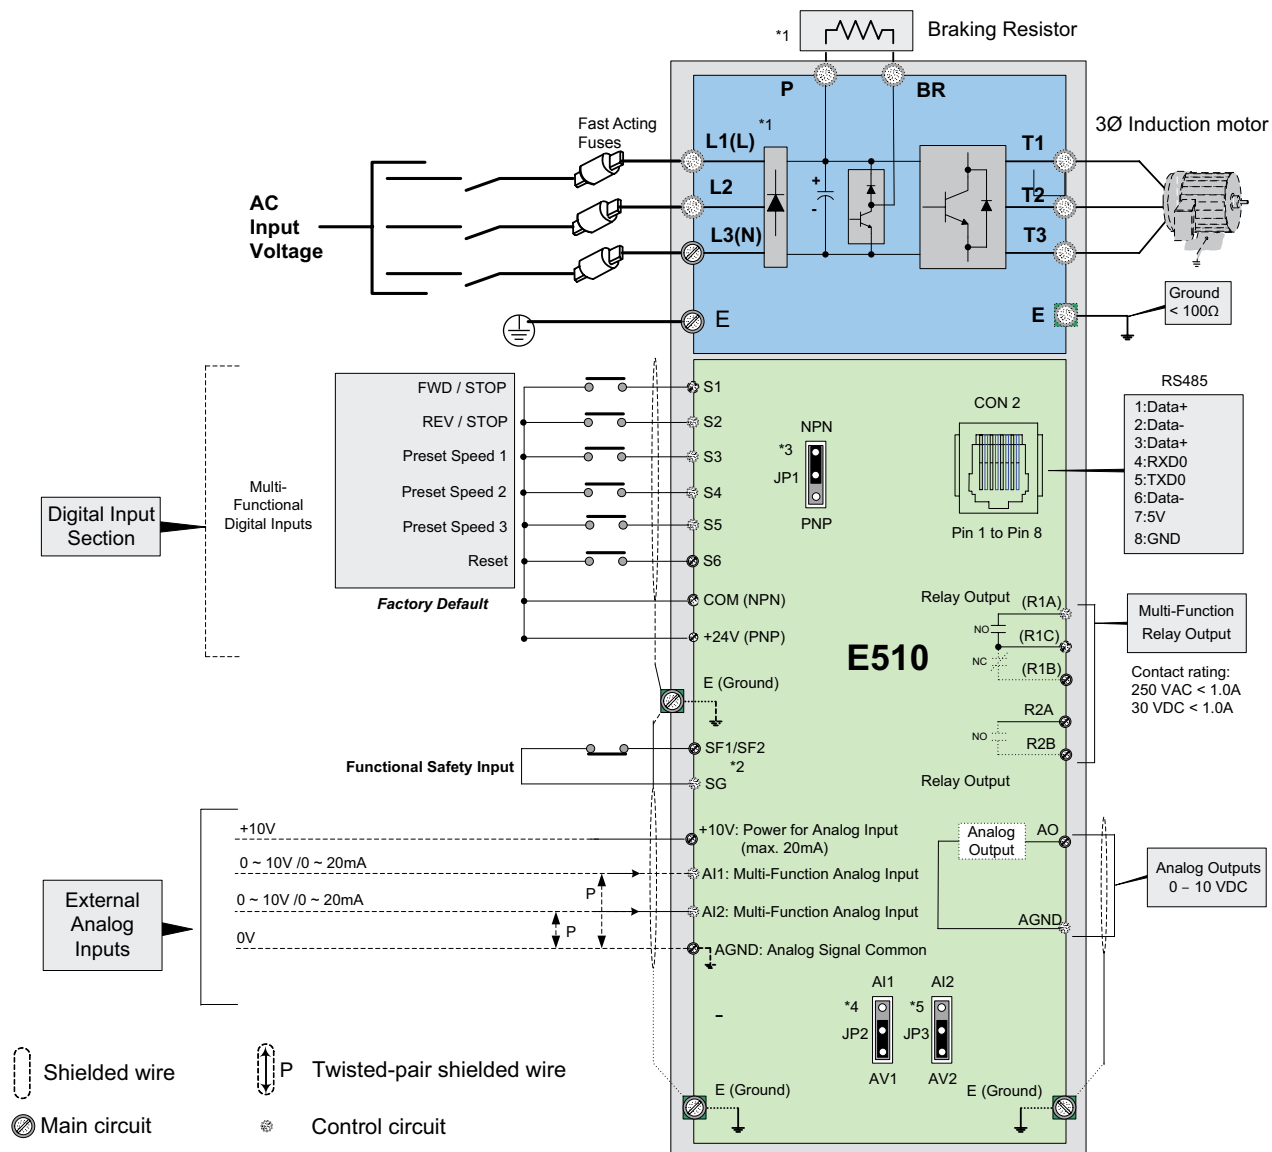 *1
Braking Resistor
P
BR
Fast Acting
Fuses
L1(L)
*1
T1
3Ø Induction motor
AC
Input
Voltage
L2
+
-
T2
L3(N)
T3
E
E
Ground
< 100Ω
FWD / STOP
S1
REV / STOP
S2
Preset Speed 1
S3
Preset Speed 2
S4
Preset Speed 3
S5
Reset
S6
Factory Default
COM (NPN)
+24V (PNP)
Multi-
Functional
Digital Inputs
Digital Input
Section
NPN
*3
JP1
PNP
CON 2
Pin 1 to Pin 8
RS485
1:Data+
2:Data-
3:Data+
4:RXD0
5:TXD0
6:Data-
7:5V
8:GND
E510
Relay Output
(R1A)
NO
(R1C)
NC
(R1B)
R2A
NO
R2B
Relay Output
Multi-Function
Relay Output
Contact rating:
250 VAC < 1.0A
30 VDC < 1.0A
E (Ground)
Functional Safety Input
SF1/SF2
*2
SG
+10V
+10V: Power for Analog Input
(max. 20mA)
0 ~ 10V /0 ~ 20mA
AI1: Multi-Function Analog Input
P
0 ~ 10V /0 ~ 20mA
AI2: Multi-Function Analog Input
P
0V
AGND: Analog Signal Common
External
Analog
Inputs
Analog
Output
AO
AGND
Analog Outputs
0 – 10 VDC
AI1
AI2
*4
*5
JP2
JP3
AV1
AV2
-
E (Ground)
E (Ground)
Shielded wire
P
Twisted-pair shielded wire
Main circuit
Control circuit